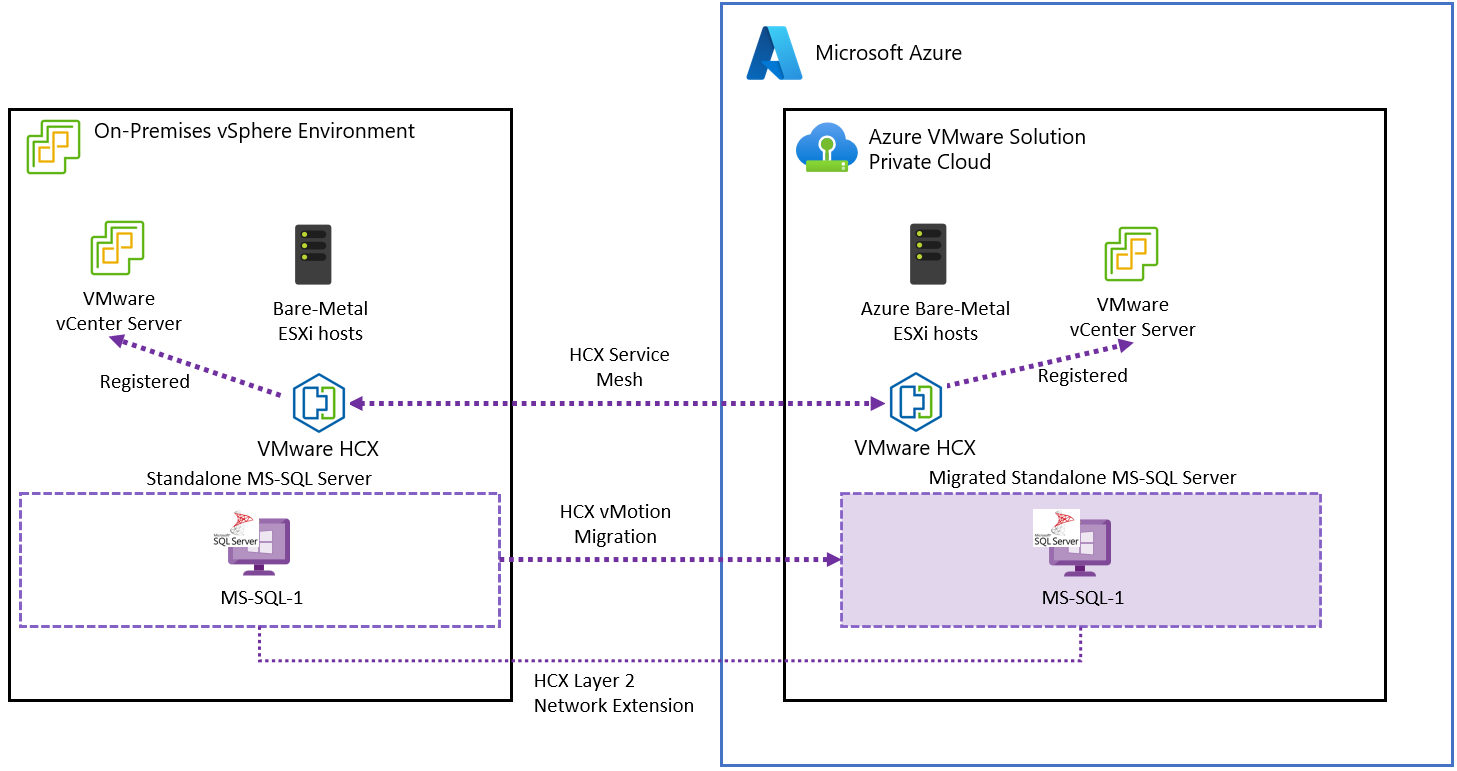 Microsoft Azure
On-Premises vSphere Environment
VMware
vCenter Server
Bare-Metal
ESXi hosts
Registered
VMware HCX
Standalone MS-SQL Server
Microsoft
SQL Server
MS-SQL-1
HCX Service
Mesh
HCX vMotion
Migration
HCX Layer 2
Network Extension
Azure VMware Solution
Private Cloud
Azure Bare-Metal
ESXi hosts
VMware
vCenter Server
Registered
VMware HCX
Migrated Standalone MS-SQL Server
Microsoft
SQL Server
MS-SQL-1